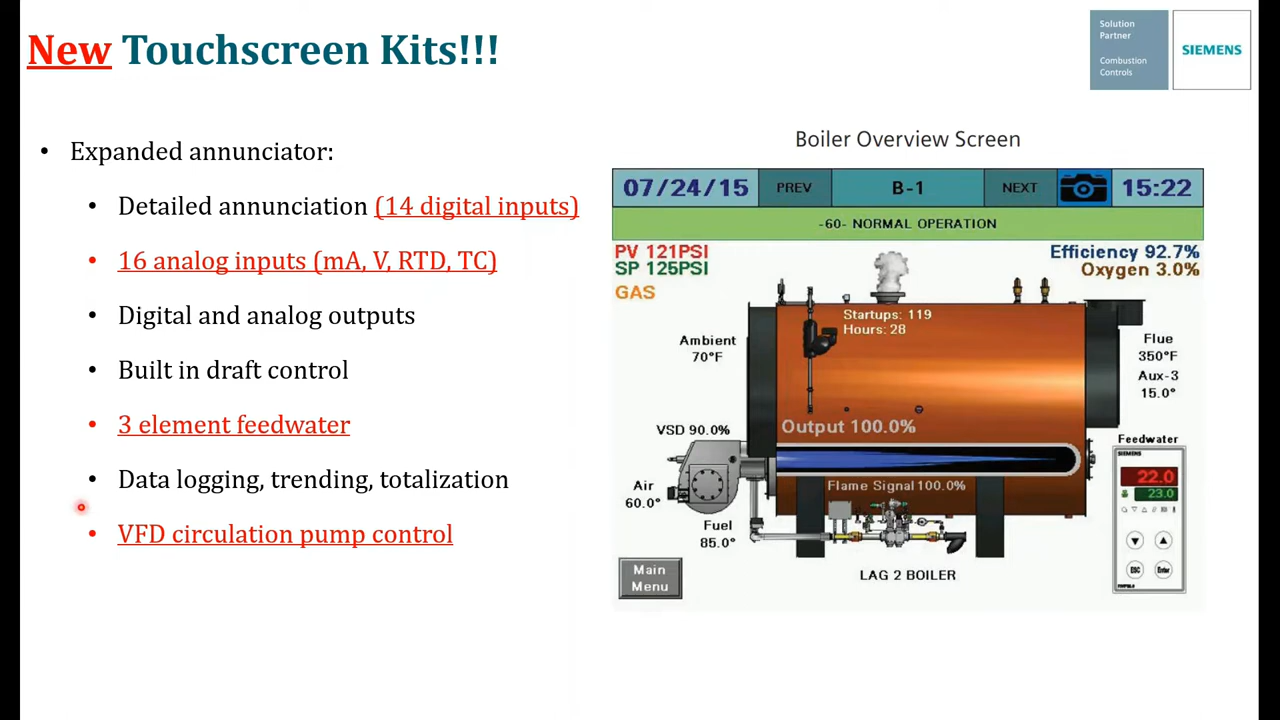 New Touchscreen Kits!!!
Solution
Partner
Combustion
Controls
SIEMENS
• Expanded annunciator:
• Detailed annunciation (14 digital inputs)
• 16 analog inputs (mA, V, RTD, TC)
• Digital and analog outputs
• Built in draft control
• 3 element feedwater
• Data logging, trending, totalization
• VFD circulation pump control
Boiler Overview Screen
07/24/15 PREV B-1 NEXT 15:22
-60- NORMAL OPERATION
PV 121PSI
SP 125PSI
GAS
Efficiency 92.7%
Oxygen 3.0%
Startups: 119
Hours: 28
Ambient
70°F
Flue
350°F
Aux-3
15.0°
Output 100.0%
VSD 90.0%
Flame Signal 100.0%
Air
60.0°
Fuel
85.0°
Feedwater
SIEMENS
22.0
23.0
ESC Enter
Main
Menu
LAG 2 BOILER